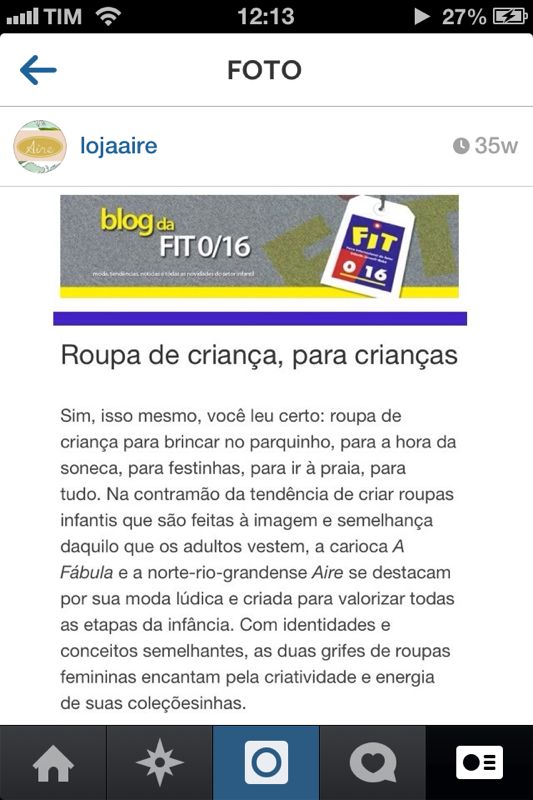 TIM
12:13
27%
FOTO
Aire
lojaaire
35w
blog da
FIT 0/16
moda, tendências, notícias e todas as novidades do setor infantil
FIT
0 16
Roupa de criança, para crianças
Sim, isso mesmo, você leu certo: roupa de
criança para brincar no parquinho, para a hora da
soneca, para festinhas, para ir à praia, para
tudo. Na contramão da tendência de criar roupas
infantis que são feitas à imagem e semelhança
daquilo que os adultos vestem, a carioca A
Fábula e a norte-rio-grandense Aire se destacam
por sua moda lúdica e criada para valorizar todas
as etapas da infância. Com identidades e
conceitos semelhantes, as duas grifes de roupas
femininas encantam pela criatividade e energia
de suas coleçõesinhas.